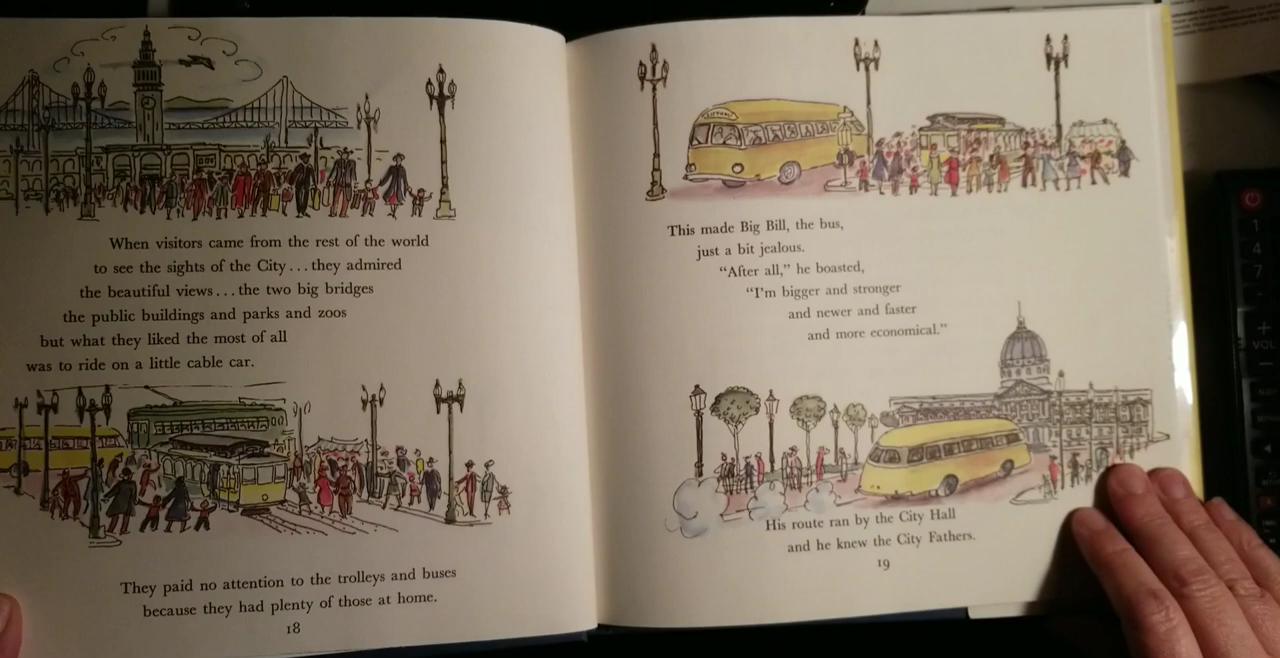 When visitors came from the rest of the world
to see the sights of the City...they admired
the beautiful views...the two big bridges
the public buildings and parks and zoos
but what they liked the most of all
was to ride on a little cable car.
They paid no attention to the trolleys and buses
because they had plenty of those at home.
18
This made Big Bill, the bus,
just a bit jealous.
"After all," he boasted,
"I'm bigger and stronger
and newer and faster
and more economical."
His route ran by the City Hall
and he knew the City Fathers.
19
1
4
7
+
VOL